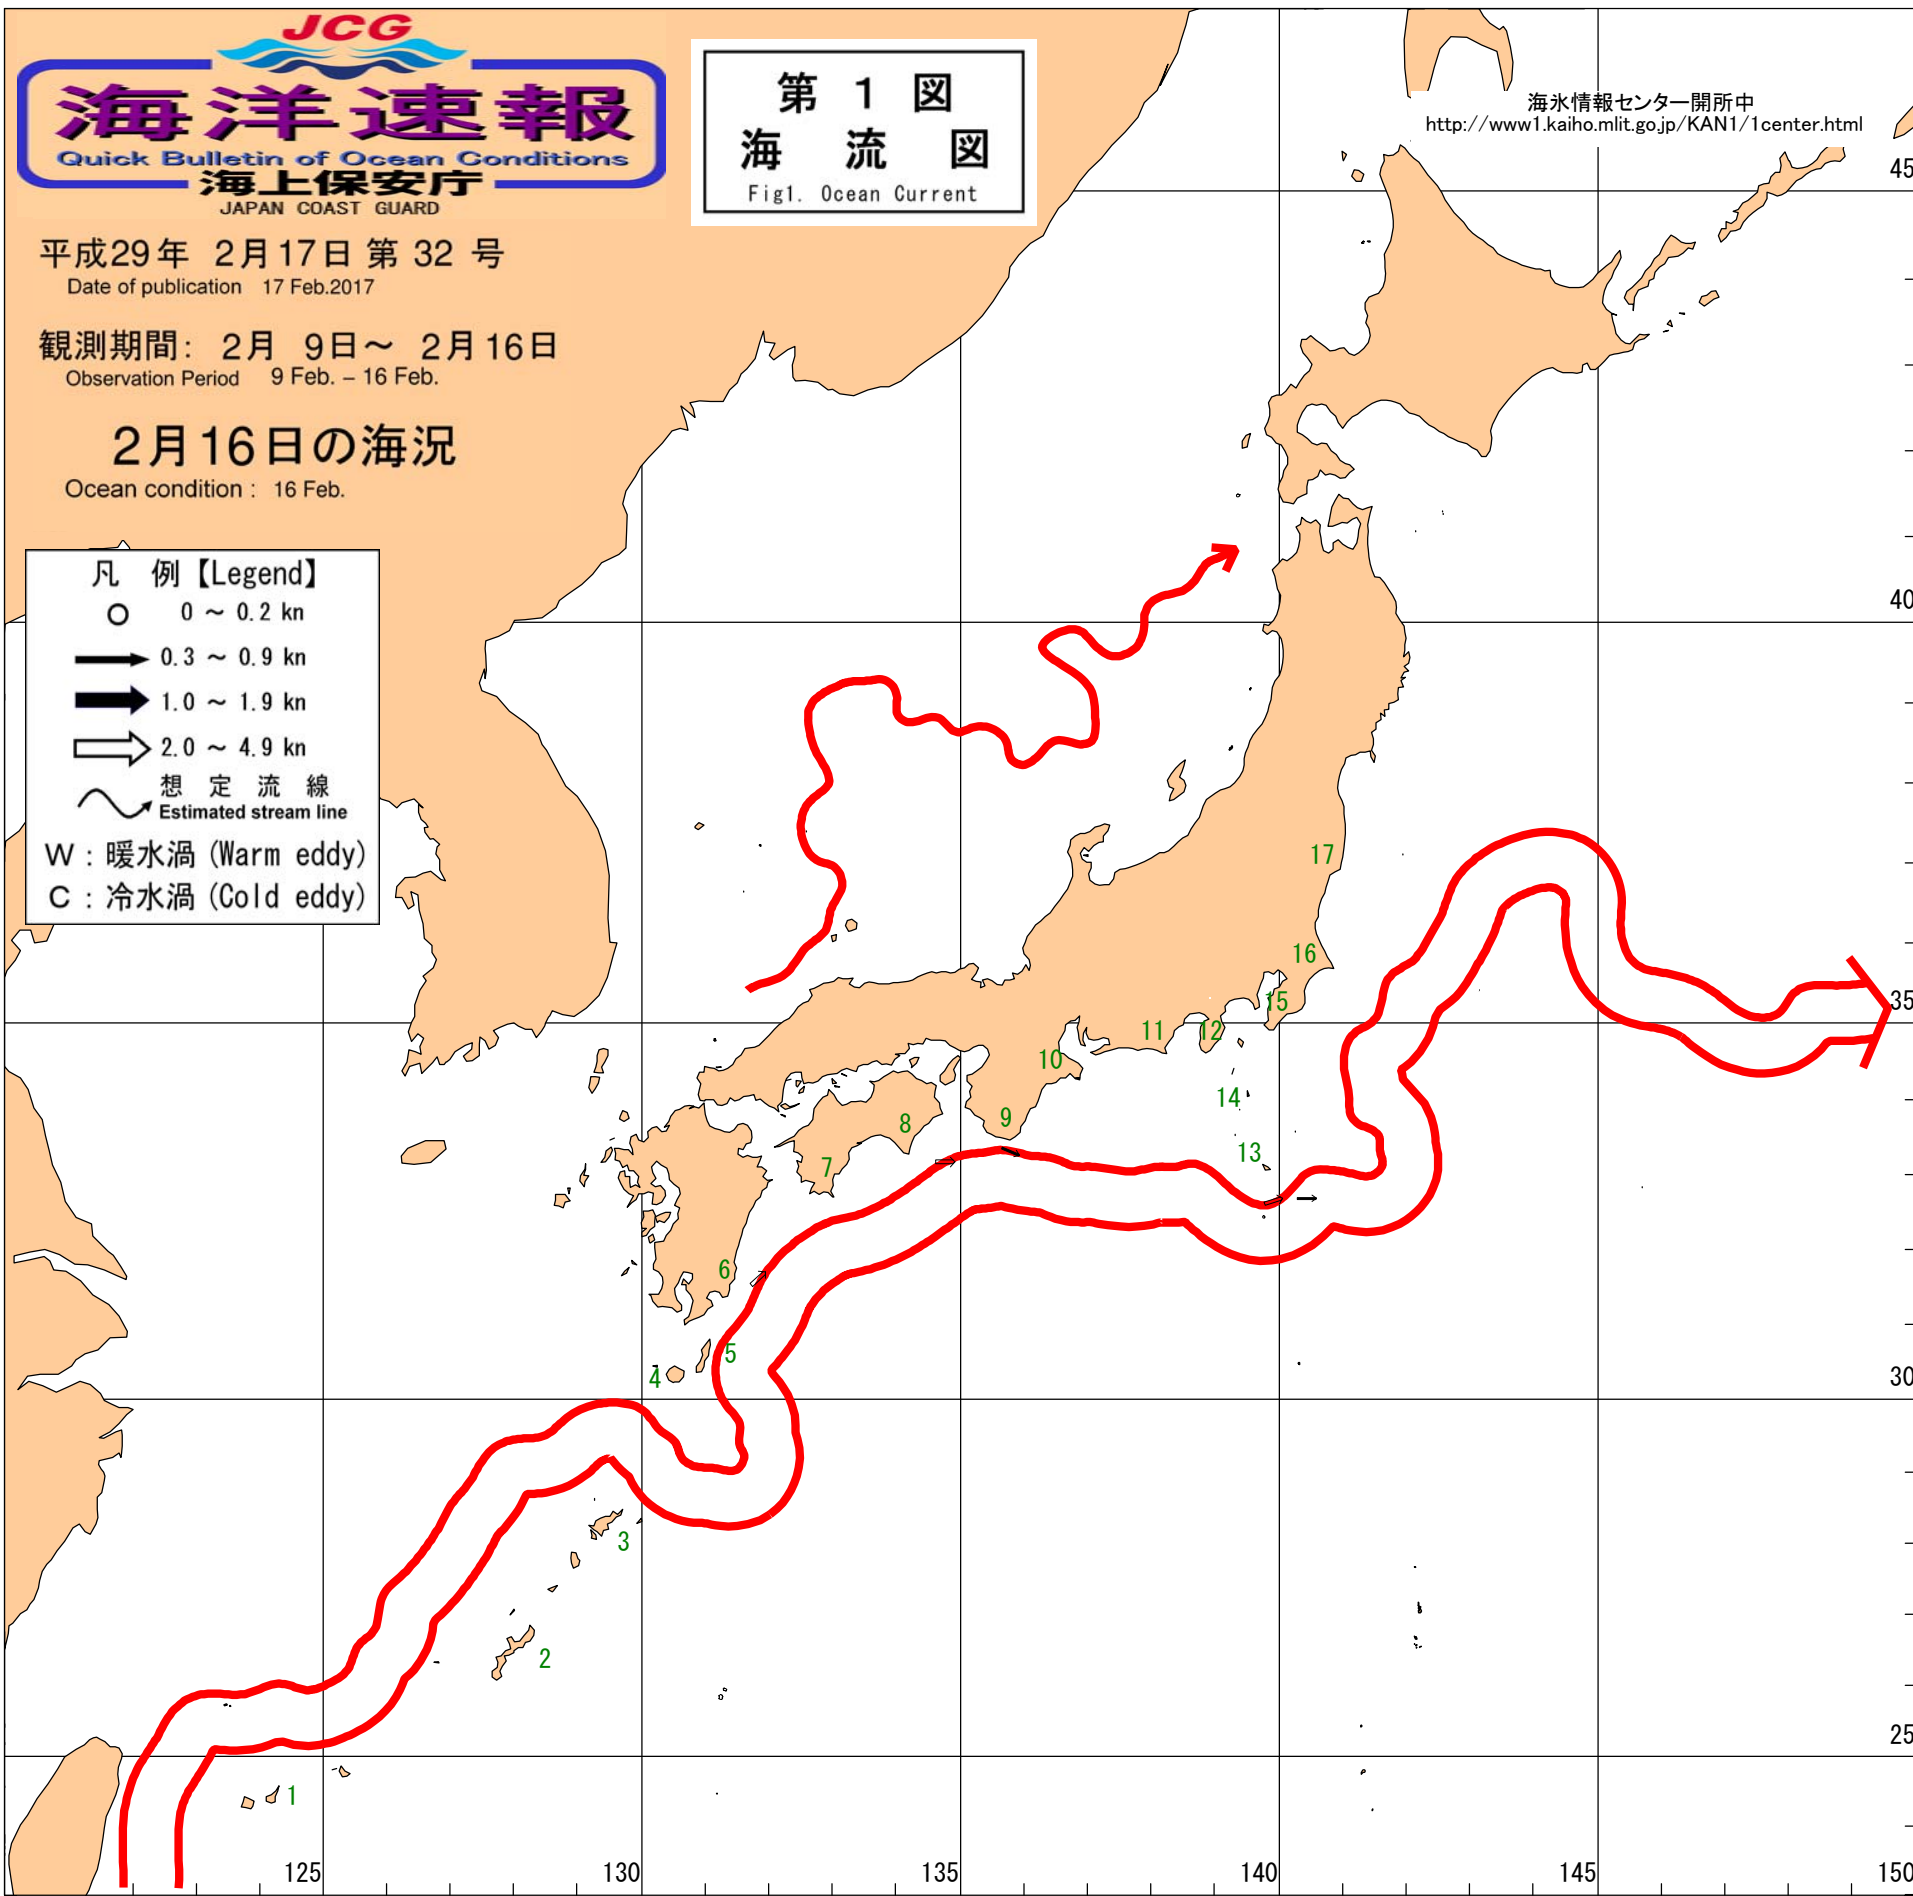 JCG
海洋速報
Quick Bulletin of Ocean Conditions
海上保安庁
JAPAN COAST GUARD
平成29年 2月17日 第 32 号
Date of publication 17 Feb.2017
観測期間: 2月 9日～ 2月16日
Observation Period 9 Feb. – 16 Feb.
2月16日の海況
Ocean condition : 16 Feb.
第 1 図
海 流 図
Fig1. Ocean Current
海氷情報センター開所中
http://www1.kaiho.mlit.go.jp/KAN1/1center.html
凡 例【Legend】
0 ～ 0.2 kn
0.3 ～ 0.9 kn
1.0 ～ 1.9 kn
2.0 ～ 4.9 kn
想 定 流 線
Estimated stream line
W : 暖水渦 (Warm eddy)
C : 冷水渦 (Cold eddy)
45
40
35
30
25
17
16
15
12
11
10
14
9
8
13
7
6
5
4
3
2
1
125
130
135
140
145
150